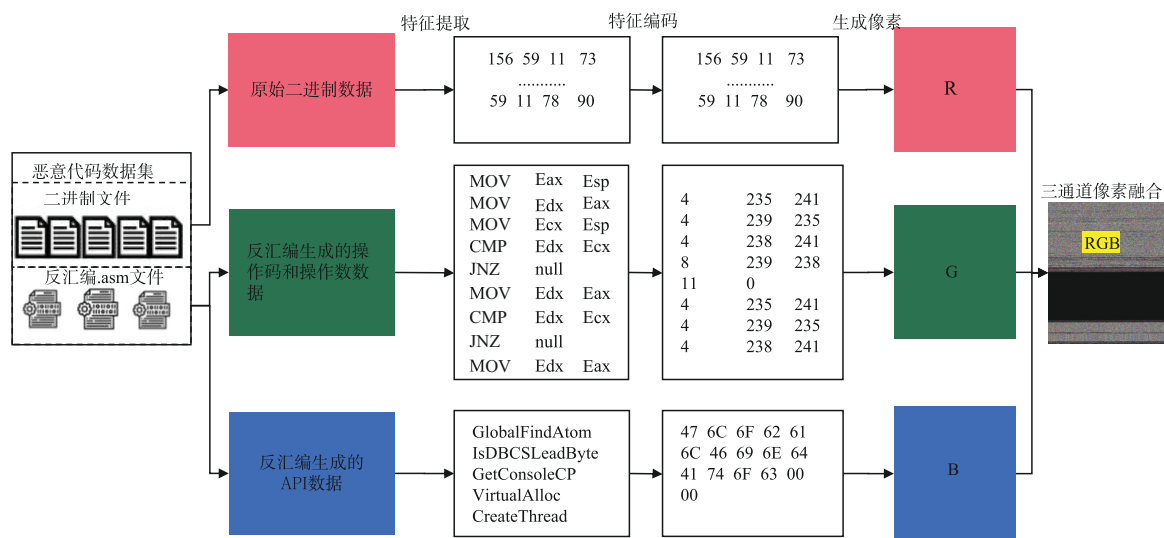 特征提取
特征编码
生成像素
原始二进制数据
156 59 11 73
...........
59 11 78 90
156 59 11 73
...........
59 11 78 90
R
恶意代码数据集
二进制文件
反汇编.asm文件
反汇编生成的操
作码和操作数数
据
MOV Eax Esp
MOV Edx Eax
MOV Ecx Esp
CMP Edx Ecx
JNZ null
MOV Edx Eax
CMP Edx Ecx
JNZ null
MOV Edx Eax
4 235 241
4 239 235
4 238 241
8 239 238
11 0
4 235 241
4 239 235
4 238 241
G
三通道像素融合
RGB
反汇编生成的
API数据
GlobalFindAtom
IsDBCSLeadByte
GetConsoleCP
VirtualAlloc
CreateThread
47 6C 6F 62 61
6C 46 69 6E 64
41 74 6F 63 00
00
B